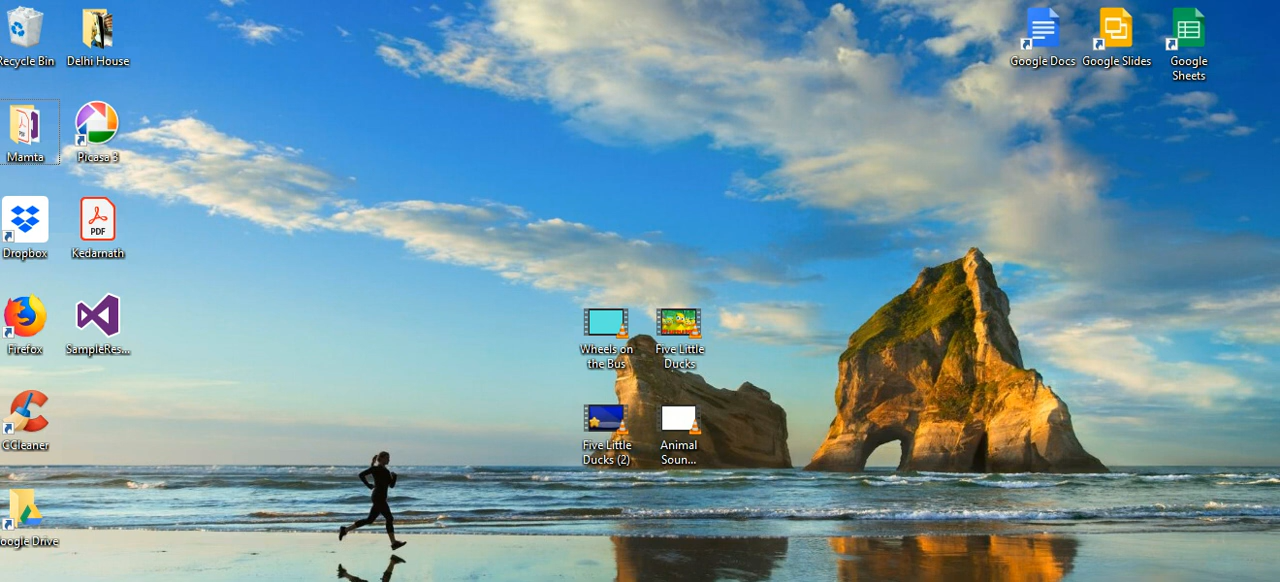 Recycle Bin
Delhi House
Google Docs
Google Slides
Google
Sheets
Mamta
Picasa 3
Dropbox
PDF
Kedarnath
Firefox
SampleRes...
Wheels on
the Bus
Five Little
Ducks
CCleaner
Five Little
Ducks (2)
Animal
Soun...
oogle Drive